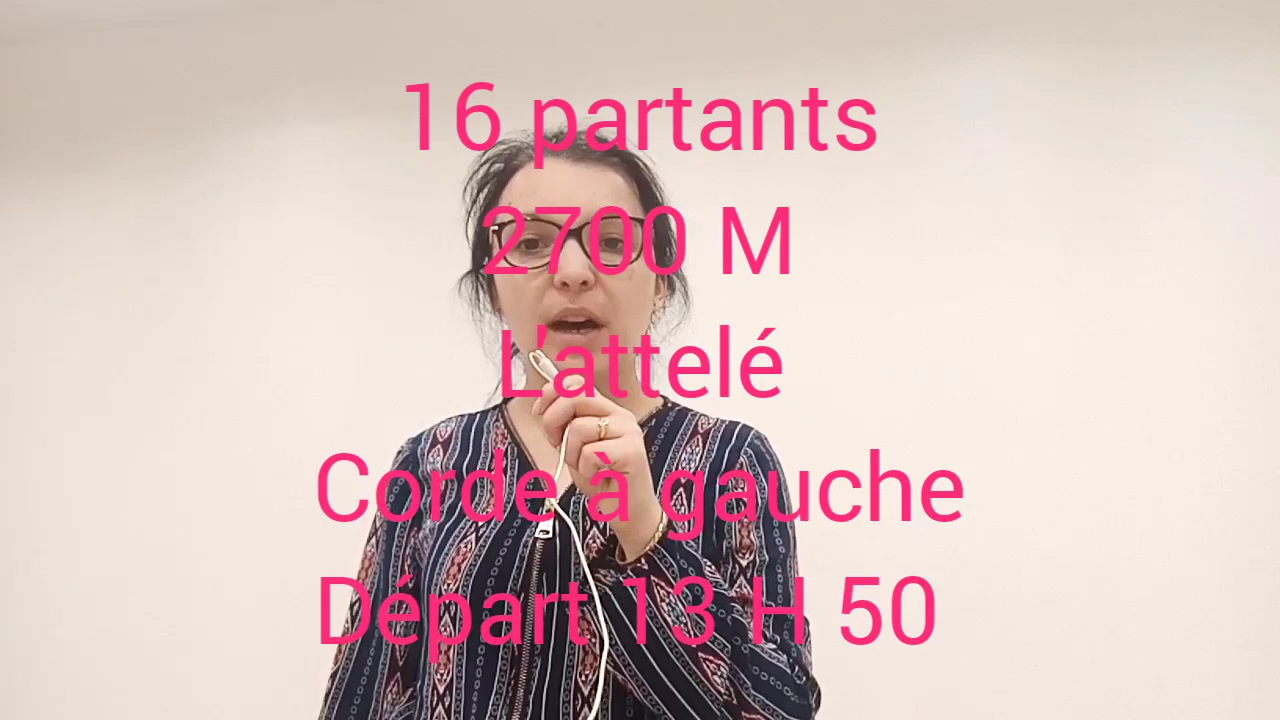 16 partants
2700 M
L'attelé
Corde à gauche
Départ 13 H 50